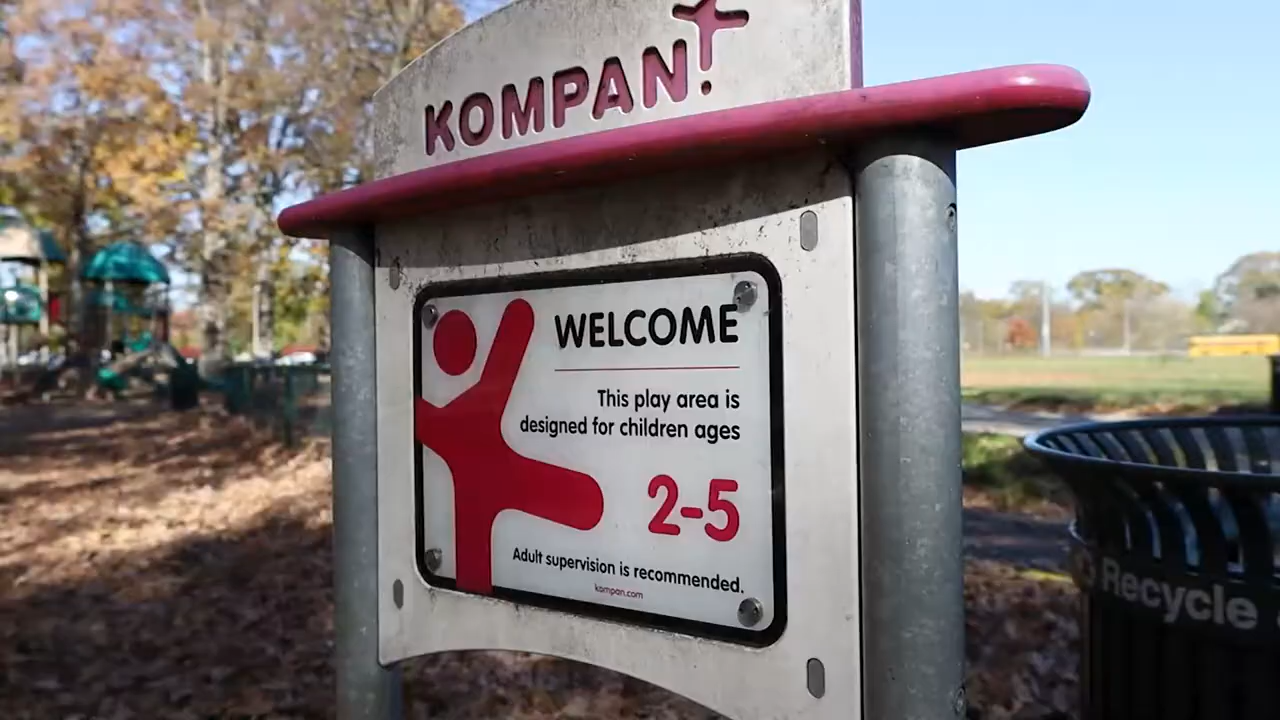 KOMPAN!
WELCOME
This play area is
designed for children ages
2-5
Adult supervision is recommended.
kompan.com
Recycle